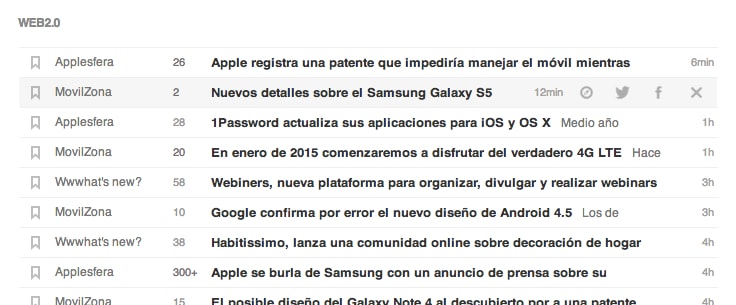 WEB2.0
Applesfera 26 Apple registra una patente que impediría manejar el móvil mientras 6min
MovilZona 2 Nuevos detalles sobre el Samsung Galaxy S5 12min
Applesfera 28 1Password actualiza sus aplicaciones para iOS y OS X Medio año 1h
MovilZona 20 En enero de 2015 comenzaremos a disfrutar del verdadero 4G LTE Hace 1h
Wwwhat's new? 58 Webiners, nueva plataforma para organizar, divulgar y realizar webinars 3h
MovilZona 10 Google confirma por error el nuevo diseño de Android 4.5 Los de 3h
Wwwhat's new? 38 Habitissimo, lanza una comunidad online sobre decoración de hogar 4h
Applesfera 300+ Apple se burla de Samsung con un anuncio de prensa sobre su 4h
MovilZona 15 El posible diseño del Galaxy Note 4 al descubierto por a una patente 4h